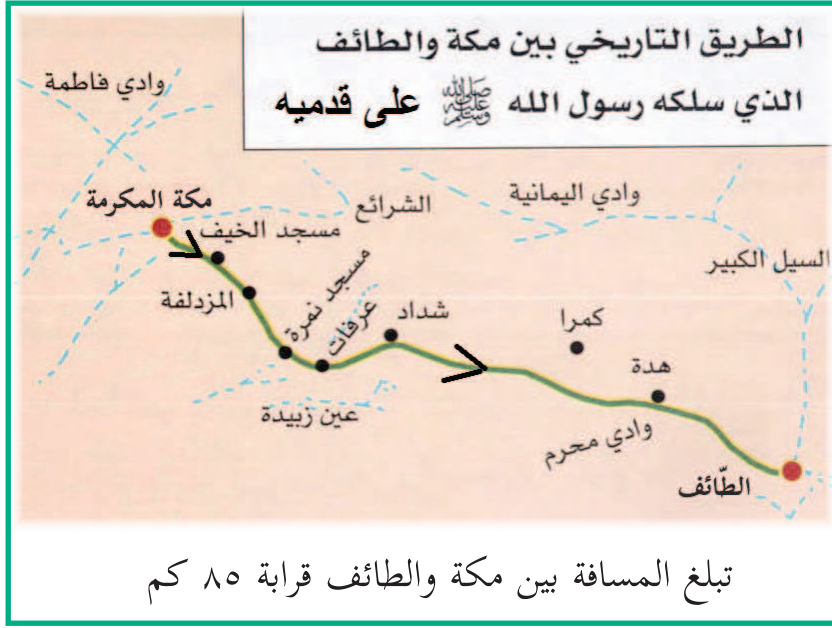 الطريق التاريخي بين مكة والطائف
الذي سلكه رسول الله ﷺ على قدميه
وادي فاطمة
مكة المكرمة
الشرائع
وادي اليمانية
السيل الكبير
مسجد الخيف
المزدلفة
مسجد نمرة
عرفات
شداد
كمرا
هدة
عين زبيدة
وادي محرم
الطّائف
تبلغ المسافة بين مكة والطائف قرابة ٨٥ كم